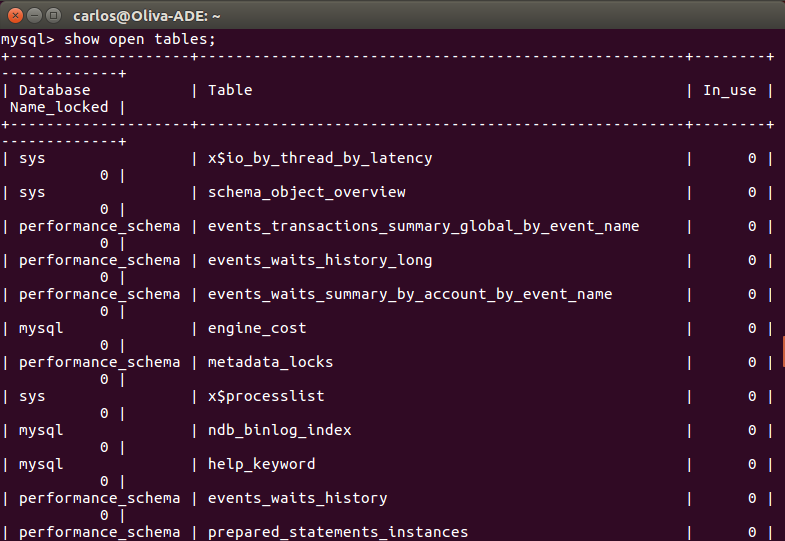 carlos@Oliva-ADE: ~
mysql> show open tables;
+--------------------+------------------------------------------------------+--------+
-------------+
| Database           | Table                                                | In_use |
 Name_locked |
+--------------------+------------------------------------------------------+--------+
-------------+
| sys                | x$io_by_thread_by_latency                            |      0 |
           0 |
| sys                | schema_object_overview                               |      0 |
           0 |
| performance_schema | events_transactions_summary_global_by_event_name     |      0 |
           0 |
| performance_schema | events_waits_history_long                            |      0 |
           0 |
| performance_schema | events_waits_summary_by_account_by_event_name        |      0 |
           0 |
| mysql              | engine_cost                                          |      0 |
           0 |
| performance_schema | metadata_locks                                       |      0 |
           0 |
| sys                | x$processlist                                        |      0 |
           0 |
| mysql              | ndb_binlog_index                                     |      0 |
           0 |
| mysql              | help_keyword                                         |      0 |
           0 |
| performance_schema | events_waits_history                                 |      0 |
           0 |
| performance_schema | prepared_statements_instances                        |      0 |